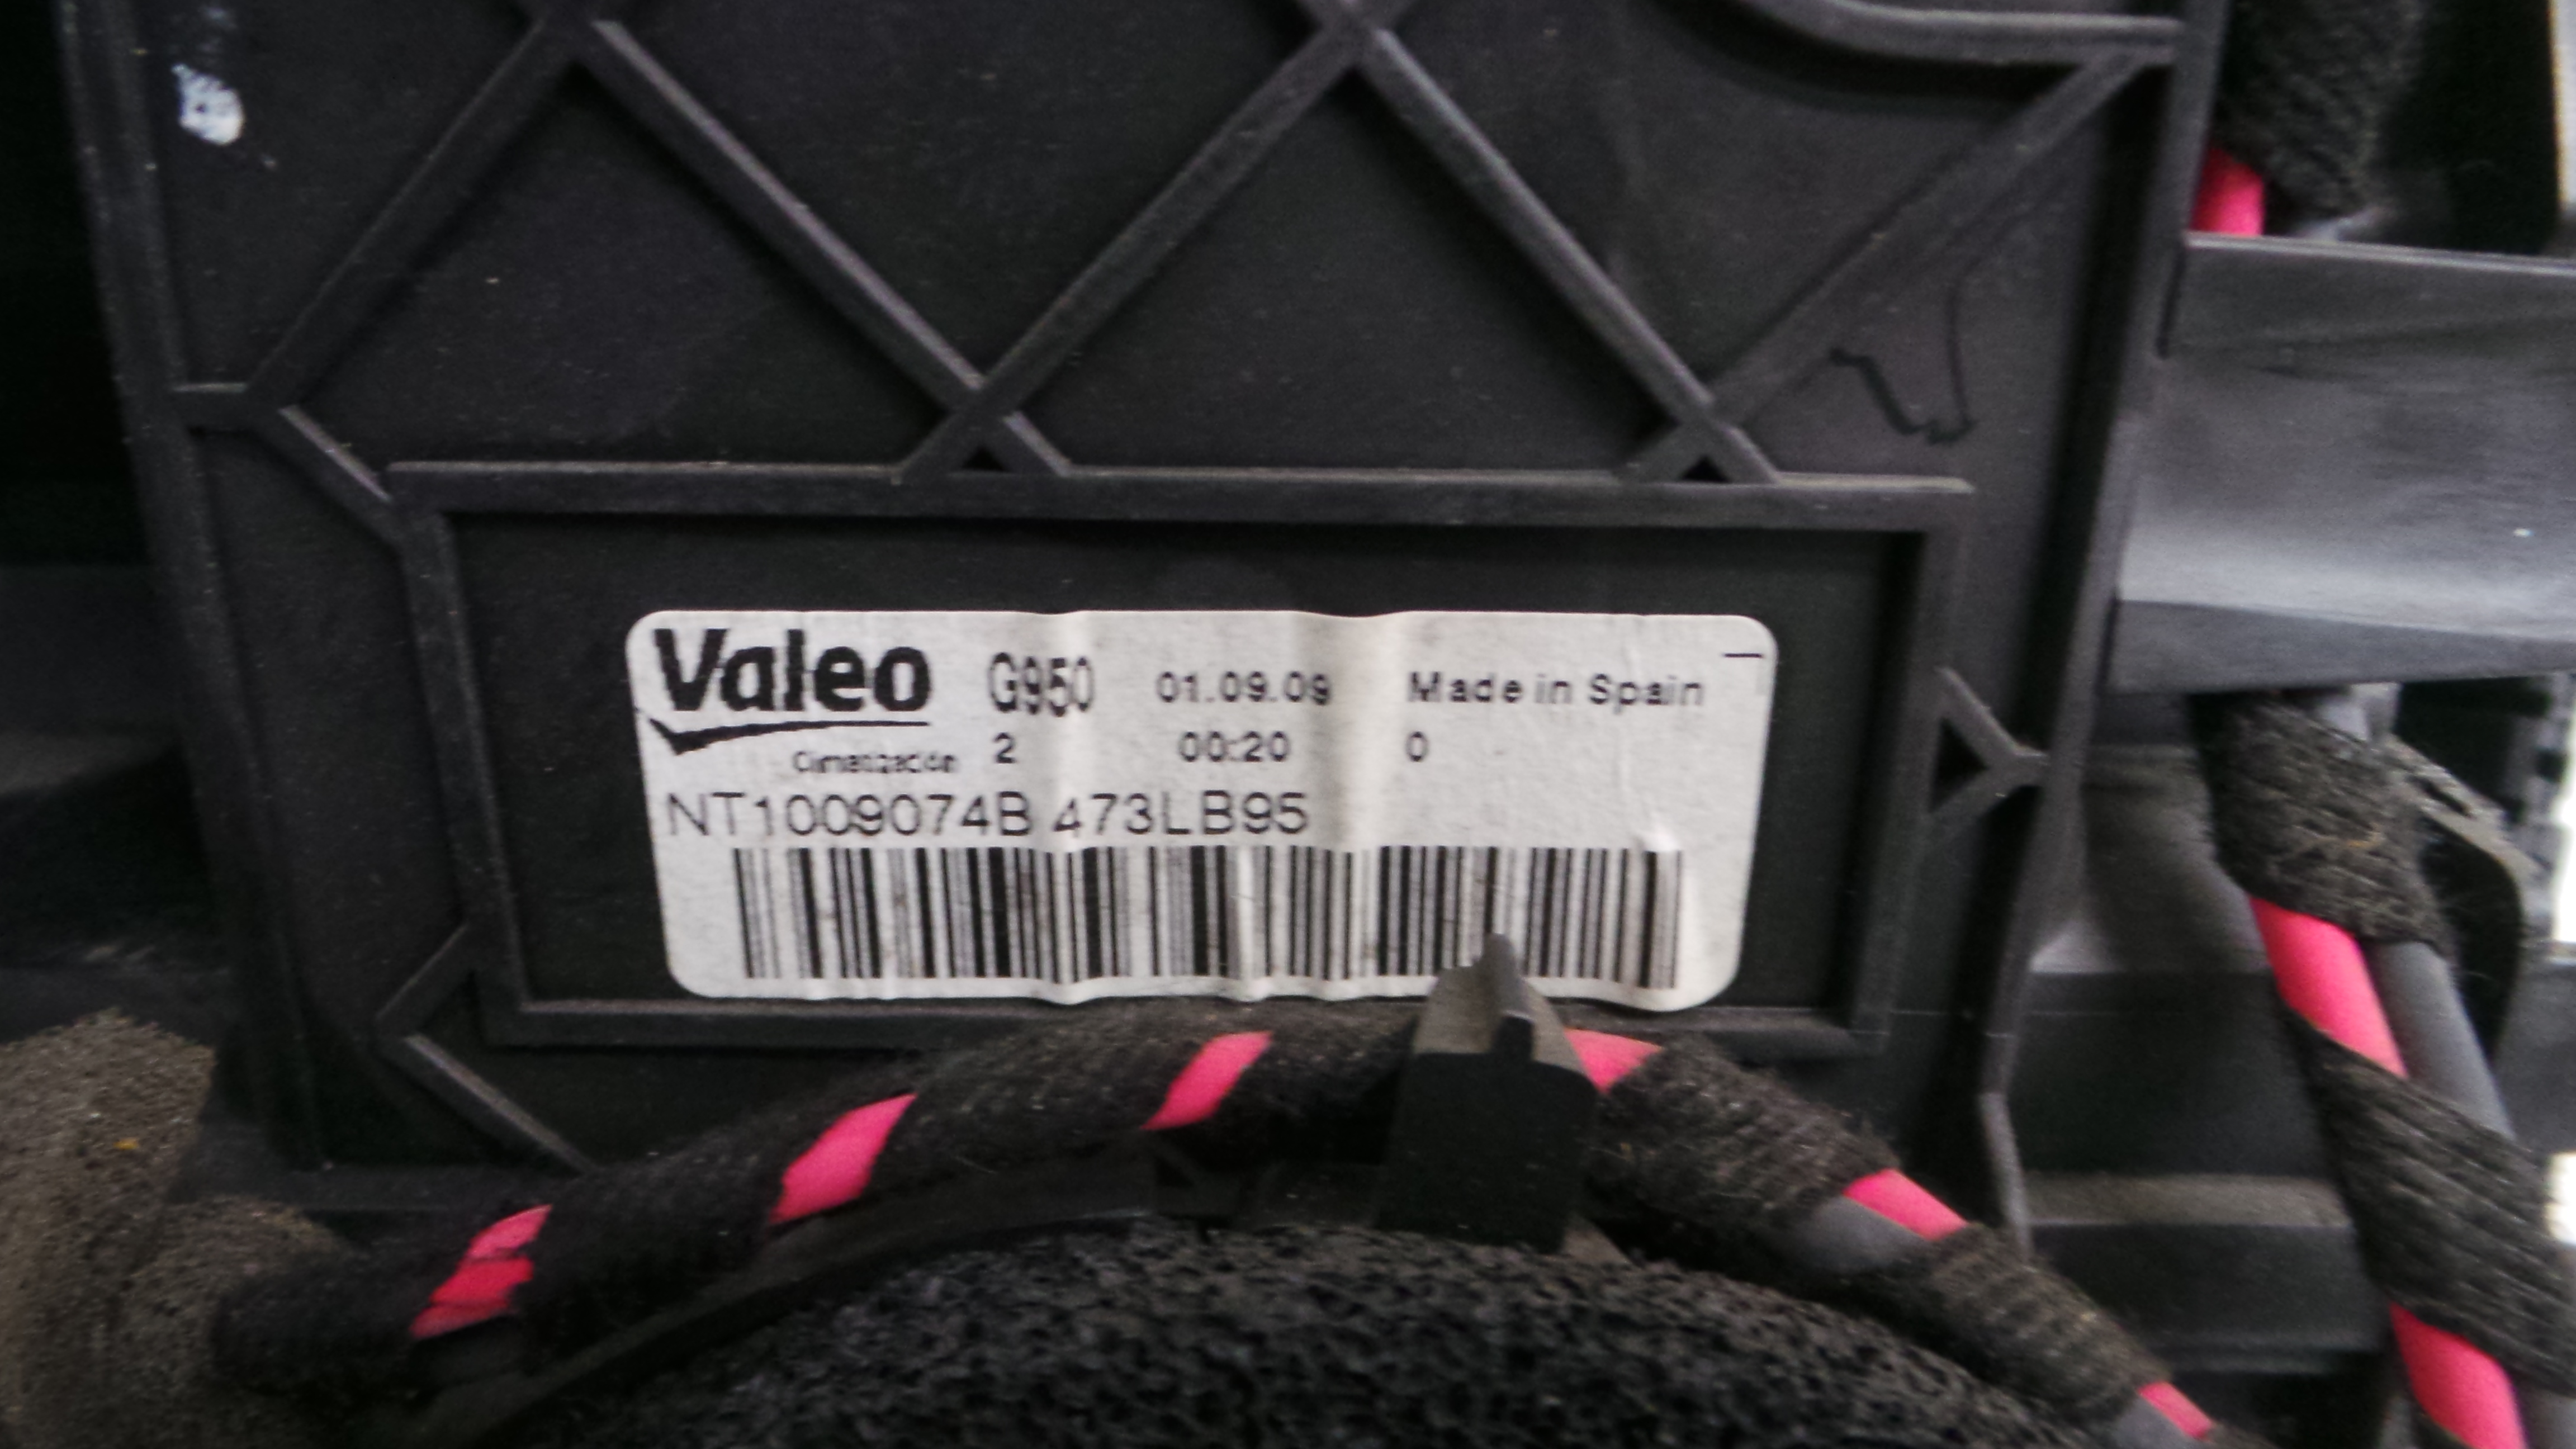 Valeo G950 01.09.09 Made in Spain
Climatización 2 00:20 0
NT1009074B 473LB95